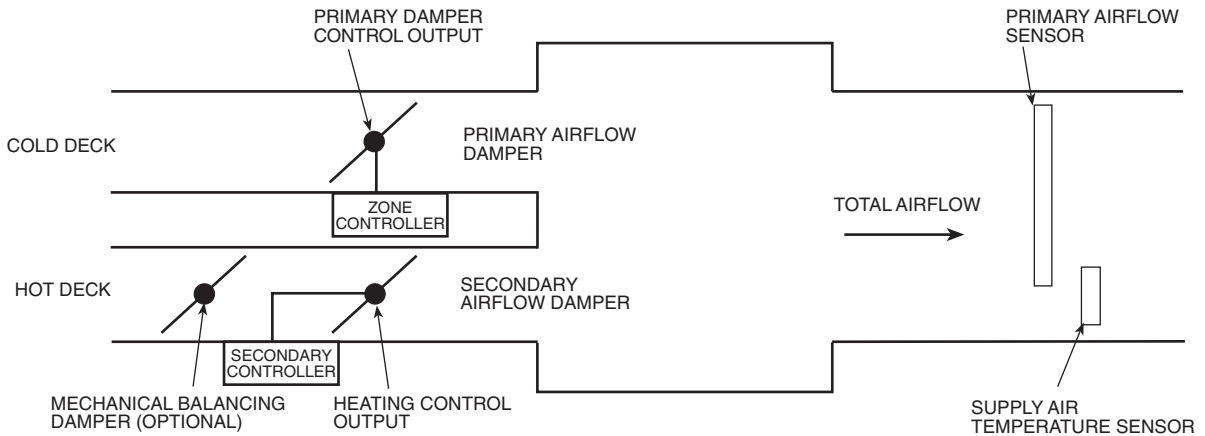 PRIMARY DAMPER
CONTROL OUTPUT
PRIMARY AIRFLOW
SENSOR
COLD DECK
PRIMARY AIRFLOW
DAMPER
ZONE
CONTROLLER
TOTAL AIRFLOW
HOT DECK
SECONDARY
AIRFLOW DAMPER
SECONDARY
CONTROLLER
MECHANICAL BALANCING
DAMPER (OPTIONAL)
HEATING CONTROL
OUTPUT
SUPPLY AIR
TEMPERATURE SENSOR